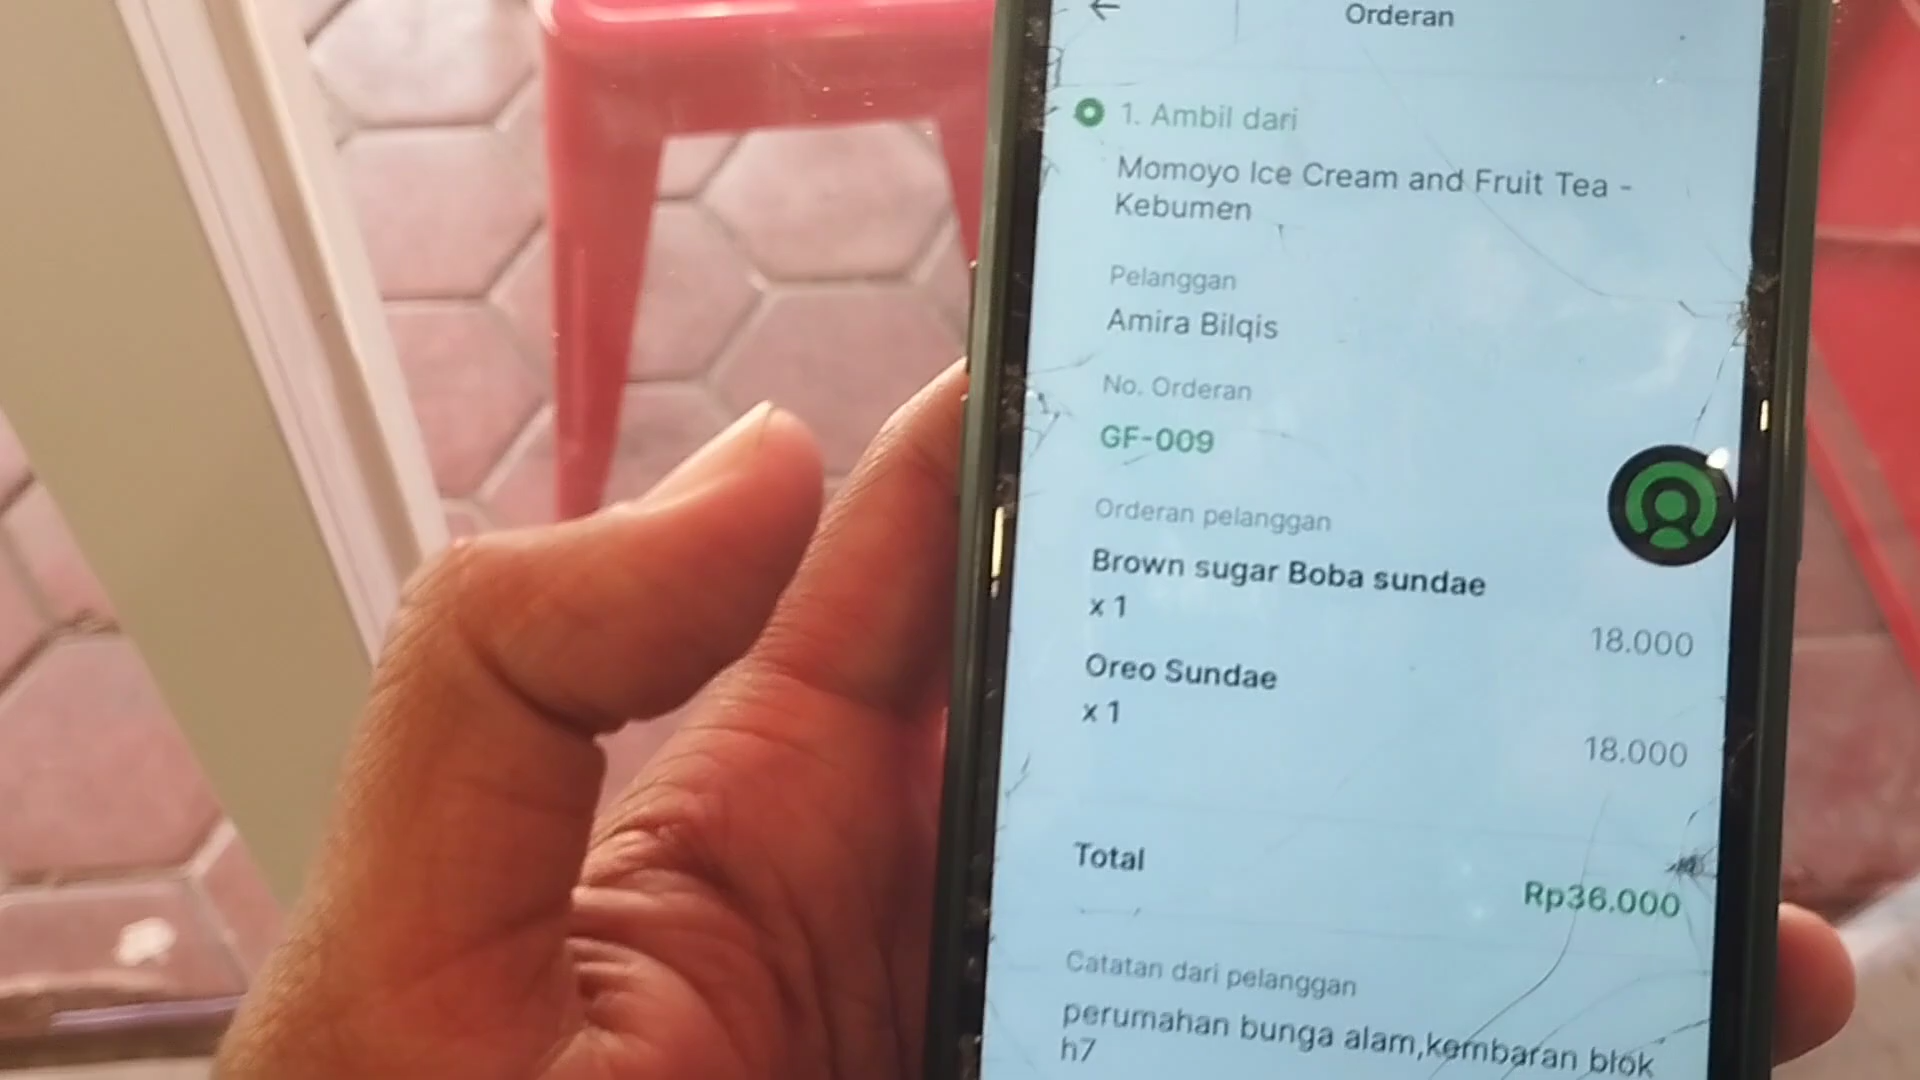 Orderan
1. Ambil dari
Momoyo Ice Cream and Fruit Tea -
Kebumen
Pelanggan
Amira Bilqis
No. Orderan
GF-009
Orderan pelanggan
Brown sugar Boba sundae
x 1
18.000
Oreo Sundae
x 1
18.000
Total
Rp36.000
Catatan dari pelanggan
perumahan bunga alam,kembaran blok
h7